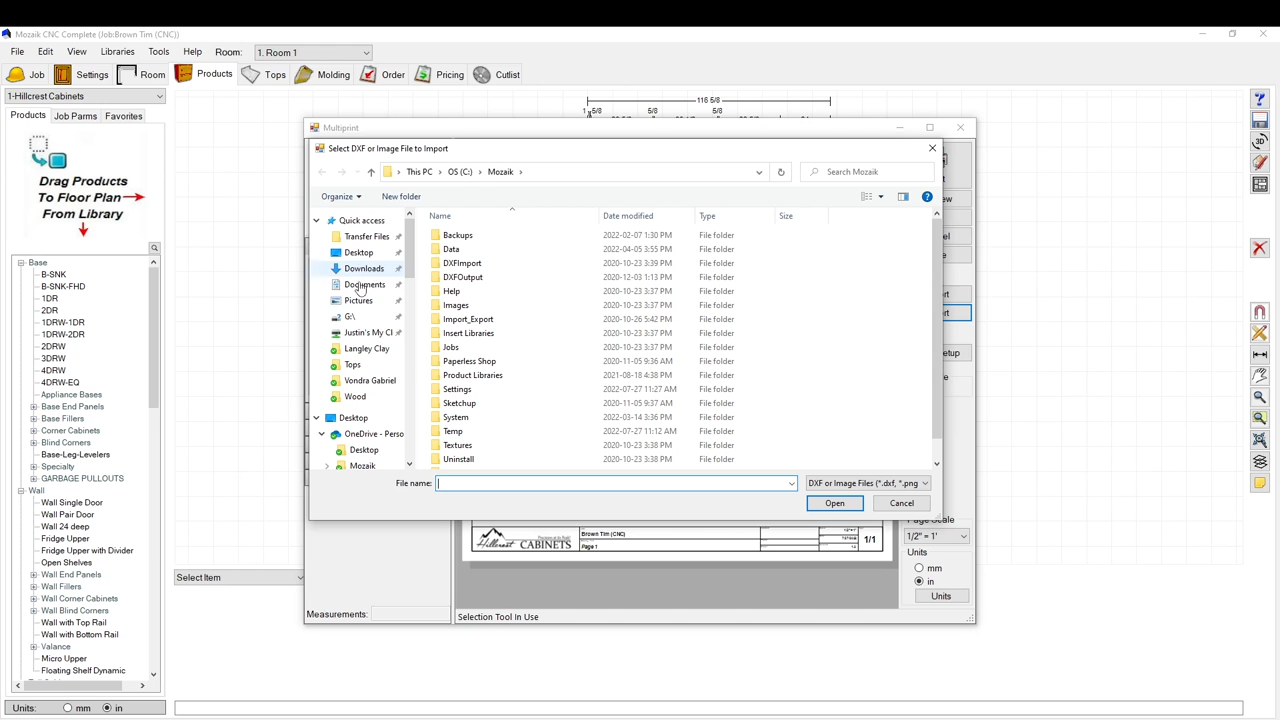 Mozaik CNC Complete (Job:Brown Tim (CNC))
File Edit View Libraries Tools Help Room: 1. Room 1
Job Settings Room Products Tops Molding Order Pricing Cutlist
1-Hillcrest Cabinets
Products Job Parms Favorites
Drag Products
To Floor Plan
From Library
Base
B-SNK
B-SNK-FHD
1DR
2DR
1DRW-1DR
1DRW-2DR
2DRW
3DRW
4DRW
4DRW-EQ
Appliance Bases
Base End Panels
Base Fillers
Corner Cabinets
Blind Corners
Base-Leg-Levelers
Specialty
GARBAGE PULLOUTS
Wall
Wall Single Door
Wall Pair Door
Wall 24 deep
Fridge Upper
Fridge Upper with Divider
Open Shelves
Wall End Panels
Wall Fillers
Wall Corner Cabinets
Wall Blind Corners
Wall with Top Rail
Wall with Bottom Rail
Valance
Micro Upper
Floating Shelf Dynamic
Units: mm in
116 5/8
5/8 5/8 5/8
Multiprint
Select DXF or Image File to Import
This PC OS (C:) Mozaik
Search Mozaik
Organize New folder
Quick access
Transfer Files
Desktop
Downloads
Documents
Pictures
G:\
Justin's My Cl
Langley Clay
Tops
Vondra Gabriel
Wood
Desktop
OneDrive - Perso
Desktop
Mozaik
Name Date modified Type Size
Backups 2022-02-07 1:30 PM File folder
Data 2022-04-05 3:55 PM File folder
DXFImport 2020-10-23 3:39 PM File folder
DXFOutput 2020-12-03 1:13 PM File folder
Help 2020-10-23 3:37 PM File folder
Images 2020-10-23 3:37 PM File folder
Import_Export 2020-10-26 5:42 PM File folder
Insert Libraries 2020-10-23 3:37 PM File folder
Jobs 2020-10-23 3:37 PM File folder
Paperless Shop 2020-11-05 9:36 AM File folder
Product Libraries 2021-08-18 4:38 PM File folder
Settings 2022-07-27 11:27 AM File folder
Sketchup 2020-11-05 9:37 AM File folder
System 2022-03-14 3:36 PM File folder
Temp 2022-07-27 11:12 AM File folder
Textures 2020-10-23 3:38 PM File folder
Uninstall 2020-10-23 3:38 PM File folder
File name: DXF or Image Files (*.dxf, *.png
Open Cancel
Page Scale
1/2" = 1'
Units
mm
in
Units
Hillcrest CABINETS
Brown Tim (CNC)
Page 1
1/1
Select Item
Measurements:
Selection Tool In Use